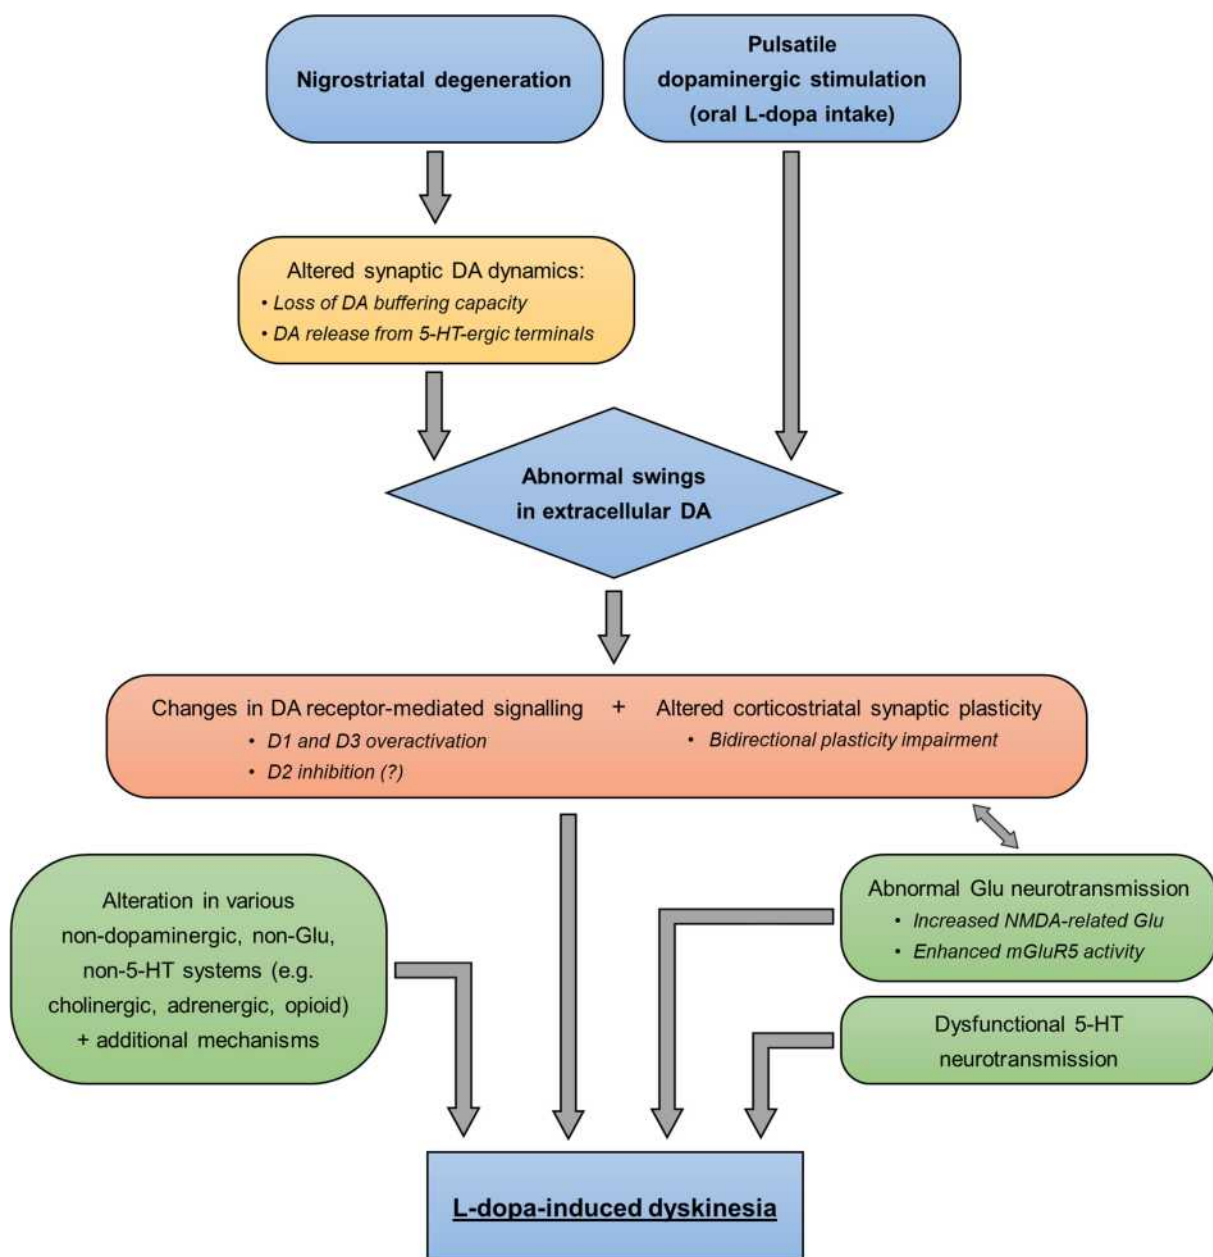 Nigrostriatal degeneration
Pulsatile
dopaminergic stimulation
(oral L-dopa intake)
Altered synaptic DA dynamics:
• Loss of DA buffering capacity
• DA release from 5-HT-ergic terminals
Abnormal swings
in extracellular DA
Changes in DA receptor-mediated signalling + Altered corticostriatal synaptic plasticity
• D1 and D3 overactivation
• D2 inhibition (?)
• Bidirectional plasticity impairment
Alteration in various
non-dopaminergic, non-Glu,
non-5-HT systems (e.g.
cholinergic, adrenergic, opioid)
+ additional mechanisms
Abnormal Glu neurotransmission
• Increased NMDA-related Glu
• Enhanced mGluR5 activity
Dysfunctional 5-HT
neurotransmission
L-dopa-induced dyskinesia